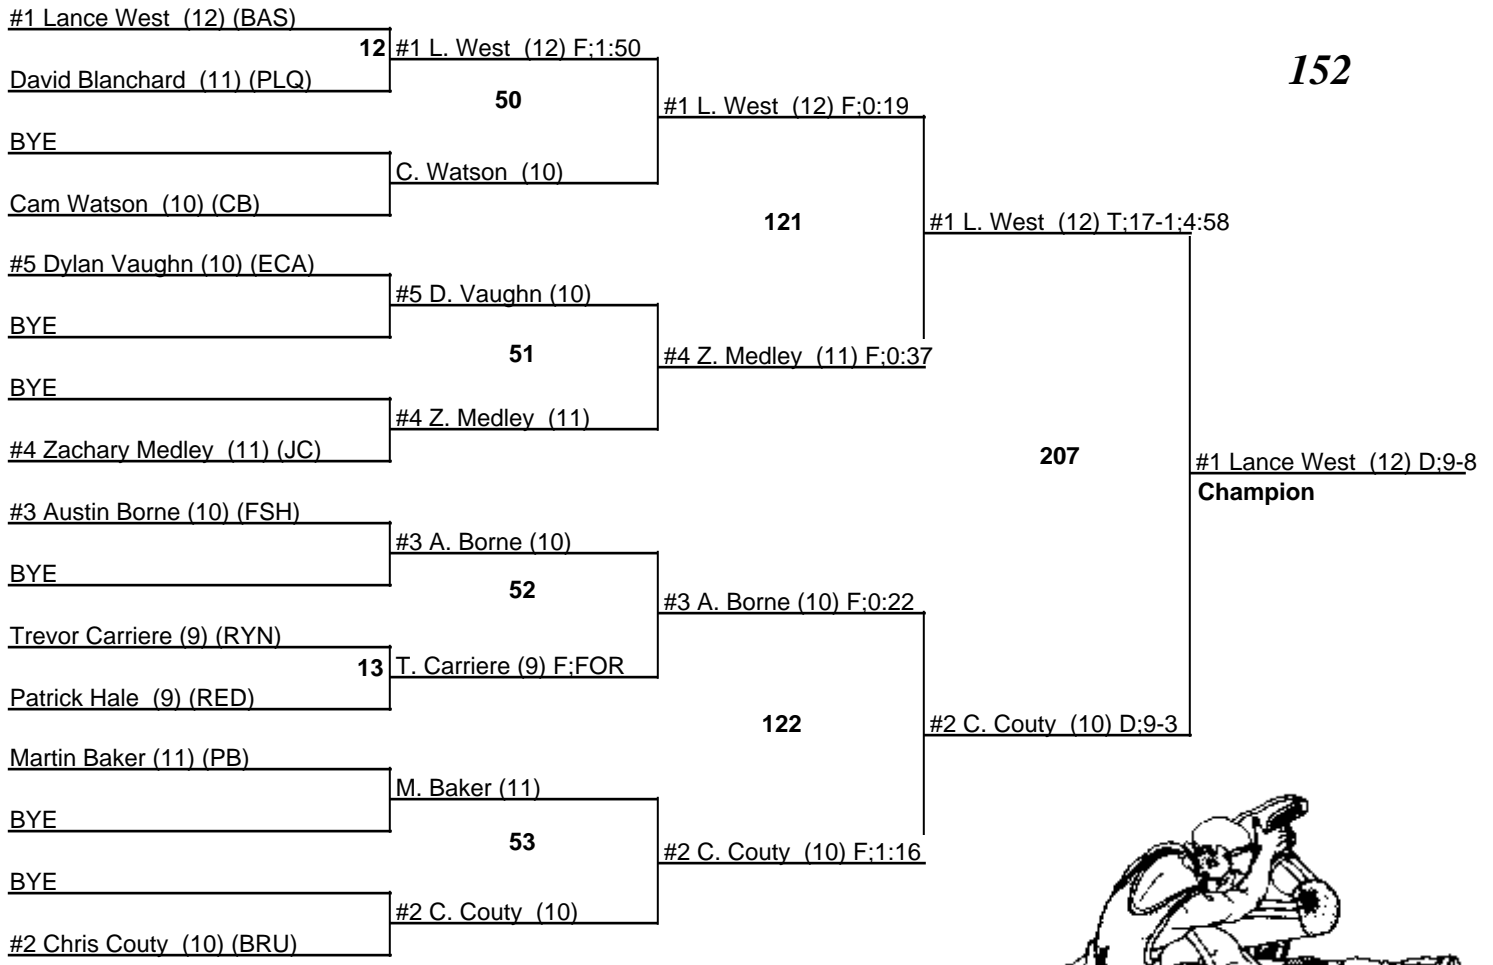 #1 Lance West (12) (BAS)
12 #1 L. West (12) F;1:50
152
David Blanchard (11) (PLQ)
50
#1 L. West (12) F;0:19
BYE
C. Watson (10)
Cam Watson (10) (CB)
121
#1 L. West (12) T;17-1;4:58
#5 Dylan Vaughn (10) (ECA)
#5 D. Vaughn (10)
BYE
51
#4 Z. Medley (11) F;0:37
BYE
#4 Z. Medley (11)
#4 Zachary Medley (11) (JC)
207
#1 Lance West (12) D;9-8
Champion
#3 Austin Borne (10) (FSH)
#3 A. Borne (10)
BYE
52
#3 A. Borne (10) F;0:22
Trevor Carriere (9) (RYN)
13 T. Carriere (9) F;FOR
Patrick Hale (9) (RED)
122
#2 C. Couty (10) D;9-3
Martin Baker (11) (PB)
M. Baker (11)
BYE
53
#2 C. Couty (10) F;1:16
BYE
#2 C. Couty (10)
#2 Chris Couty (10) (BRU)